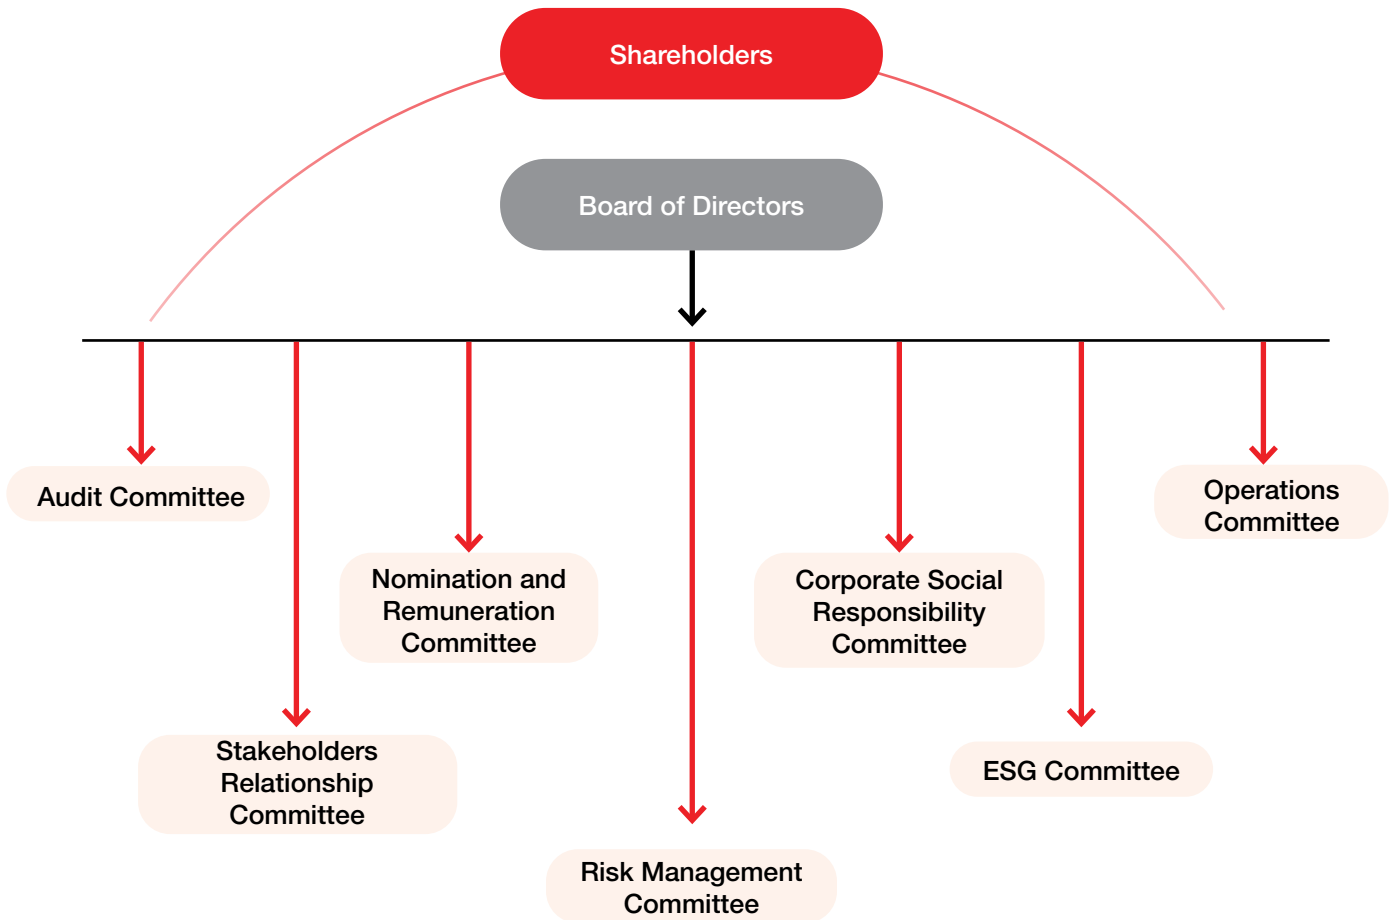 Shareholders
Board of Directors
Audit Committee
Operations
Committee
Nomination and
Remuneration
Committee
Corporate Social
Responsibility
Committee
Stakeholders
Relationship
Committee
ESG Committee
Risk Management
Committee